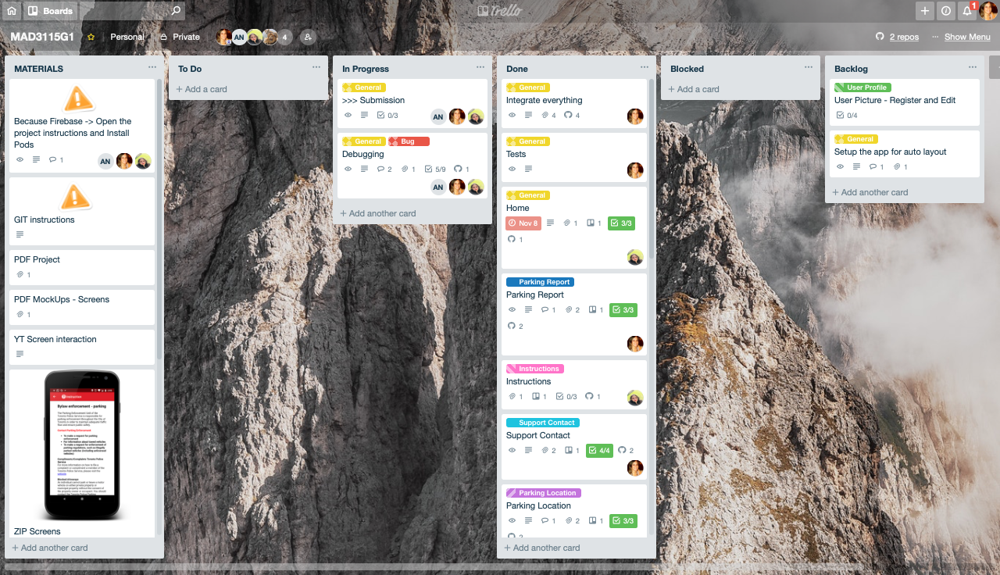 Boards
Trello
1
MAD3115G1
Personal
Private
AN
4
2 repos
Show Menu
MATERIALS
Because Firebase -> Open the
project instructions and Install
Pods
1
AN
GIT instructions
PDF Project
1
PDF MockUps - Screens
1
YT Screen interaction
Instructions
Bylaw enforcement - parking
ZIP Screens
+ Add another card
To Do
+ Add a card
In Progress
General
>>> Submission
0/3
AN
General Bug
Debugging
2 1 5/9 1
AN
+ Add another card
Done
General
Integrate everything
4 4
General
Tests
General
Home
Nov 8 1 1 3/3
1
Parking Report
Parking Report
1 2 1 3/3
2
Instructions
Instructions
1 1 0/3 1
Support Contact
Support Contact
2 1 4/4 2
Parking Location
Parking Location
1 2 1 3/3
+ Add another card
Blocked
+ Add a card
Backlog
User Profile
User Picture - Register and Edit
0/4
General
Setup the app for auto layout
1 1
+ Add another card